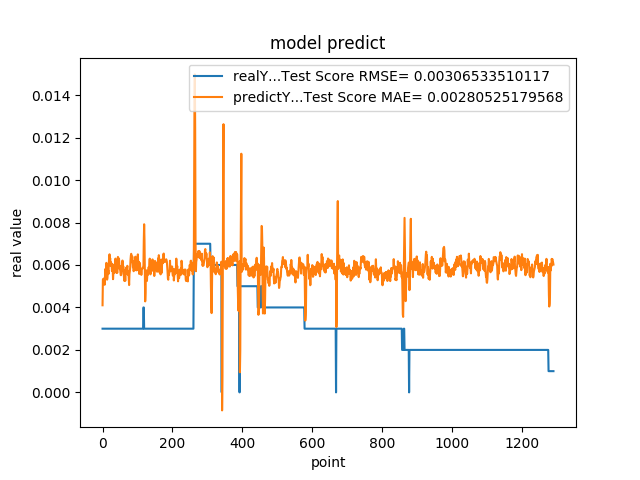 model predict
realY...Test Score RMSE= 0.00306533510117
predictY...Test Score MAE= 0.00280525179568
0.014
0.012
0.010
0.008
0.006
0.004
0.002
0.000
real value
0 200 400 600 800 1000 1200
point